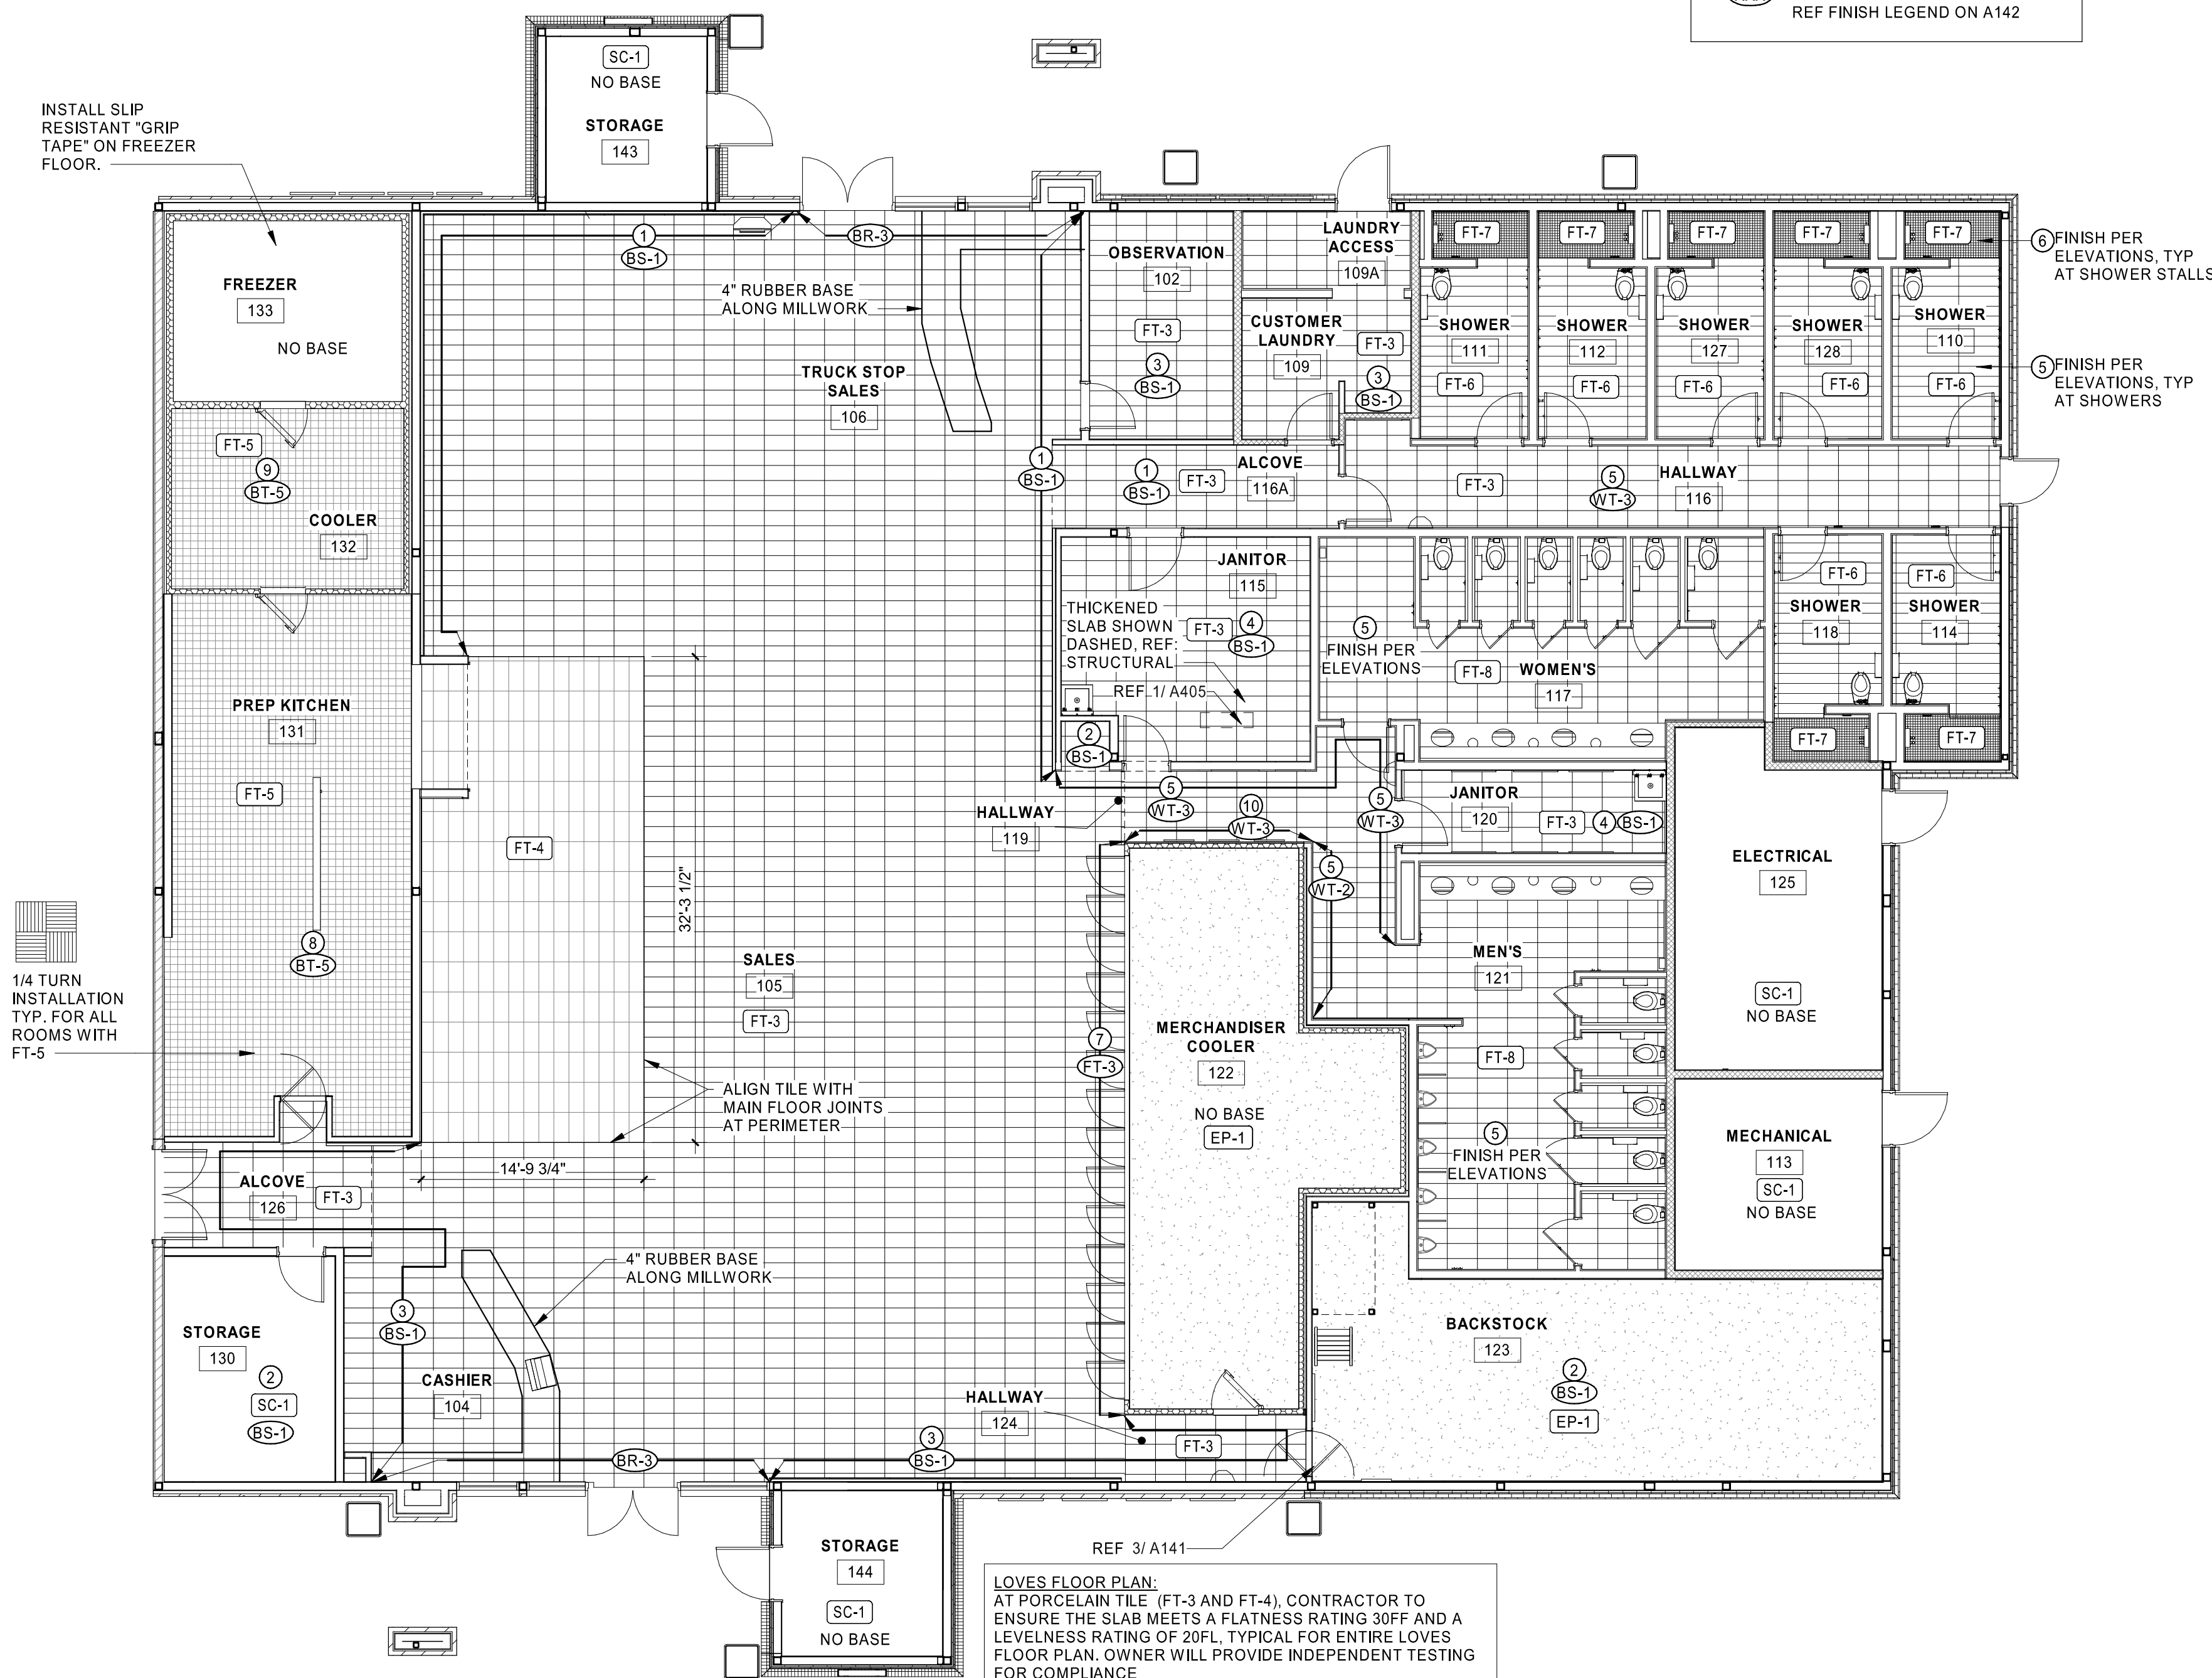 REF FINISH LEGEND ON A142
SC-1
NO BASE
STORAGE
143
INSTALL SLIP
RESISTANT "GRIP
TAPE" ON FREEZER
FLOOR.
FREEZER
133
NO BASE
1
BS-1
BR-3
4" RUBBER BASE
ALONG MILLWORK
TRUCK STOP
SALES
106
OBSERVATION
102
FT-3
3
BS-1
LAUNDRY
ACCESS
109A
CUSTOMER
LAUNDRY
109
FT-3
3
BS-1
FT-7
FT-7
FT-7
FT-7
FT-7
6 FINISH PER
ELEVATIONS, TYP
AT SHOWER STALLS
SHOWER
111
FT-6
SHOWER
112
FT-6
SHOWER
127
FT-6
SHOWER
128
FT-6
SHOWER
110
FT-6
5 FINISH PER
ELEVATIONS, TYP
AT SHOWERS
FT-5
9
BT-5
COOLER
132
1
BS-1
1
BS-1
FT-3
ALCOVE
116A
FT-3
5
WT-3
HALLWAY
116
JANITOR
115
THICKENED
SLAB SHOWN
DASHED, REF:
STRUCTURAL
FT-3
4
BS-1
REF 1/ A405
2
BS-1
5
FINISH PER
ELEVATIONS
FT-8
WOMEN'S
117
FT-6
SHOWER
118
FT-7
FT-6
SHOWER
114
FT-7
PREP KITCHEN
131
FT-5
8
BT-5
FT-4
32'-3 1/2"
HALLWAY
119
5
WT-3
10
WT-3
5
WT-3
5
WT-2
JANITOR
120
FT-3
4
BS-1
ELECTRICAL
125
SC-1
NO BASE
1/4 TURN
INSTALLATION
TYP. FOR ALL
ROOMS WITH
FT-5
SALES
105
FT-3
7
FT-3
MERCHANDISER
COOLER
122
NO BASE
EP-1
MEN'S
121
FT-8
5
FINISH PER
ELEVATIONS
ALIGN TILE WITH
MAIN FLOOR JOINTS
AT PERIMETER
14'-9 3/4"
MECHANICAL
113
SC-1
NO BASE
ALCOVE
126
FT-3
4" RUBBER BASE
ALONG MILLWORK
3
BS-1
STORAGE
130
2
SC-1
BS-1
CASHIER
104
BR-3
HALLWAY
124
3
BS-1
FT-3
BACKSTOCK
123
2
BS-1
EP-1
STORAGE
144
SC-1
NO BASE
REF 3/ A141
LOVES FLOOR PLAN:
AT PORCELAIN TILE (FT-3 AND FT-4), CONTRACTOR TO
ENSURE THE SLAB MEETS A FLATNESS RATING 30FF AND A
LEVELNESS RATING OF 20FL, TYPICAL FOR ENTIRE LOVES
FLOOR PLAN. OWNER WILL PROVIDE INDEPENDENT TESTING
FOR COMPLIANCE